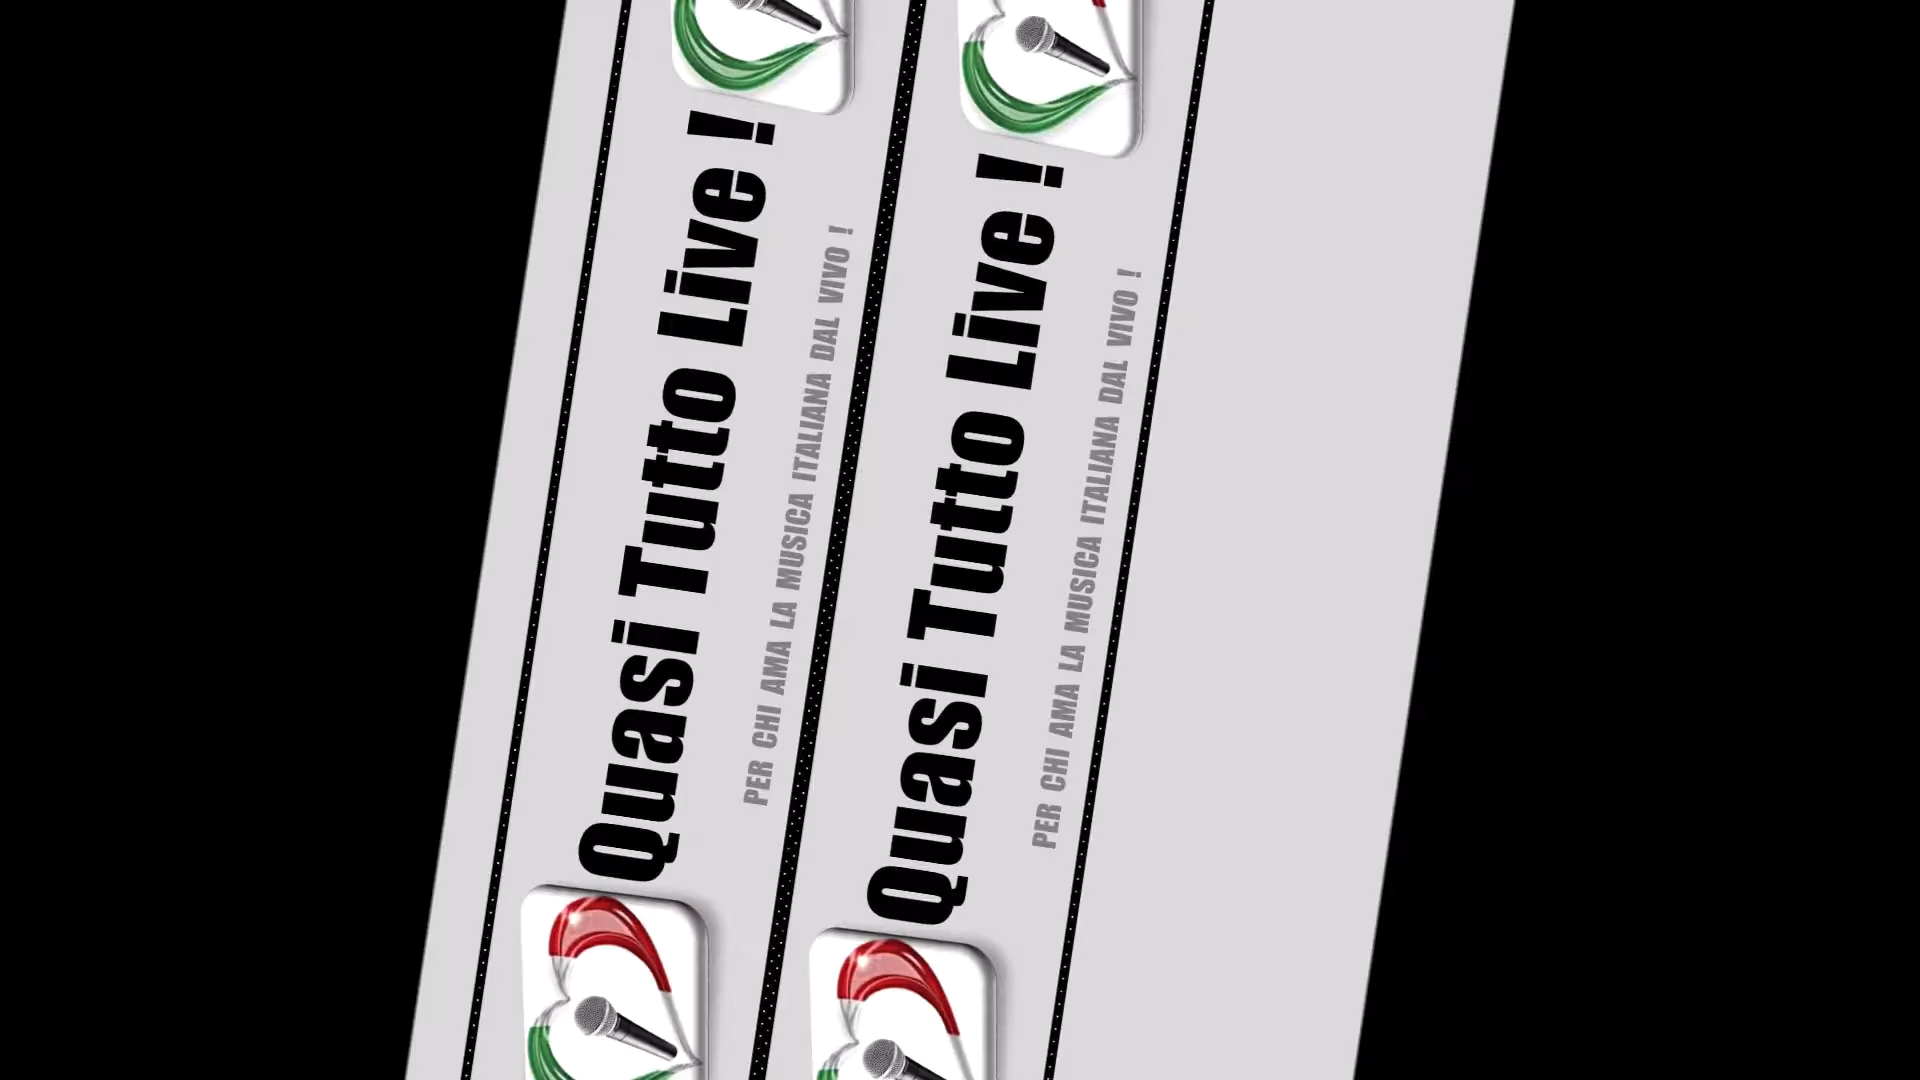 Quasi Tutto Live !
PER CHI AMA LA MUSICA ITALIANA DAL VIVO !
Quasi Tutto Live !
PER CHI AMA LA MUSICA ITALIANA DAL VIVO !